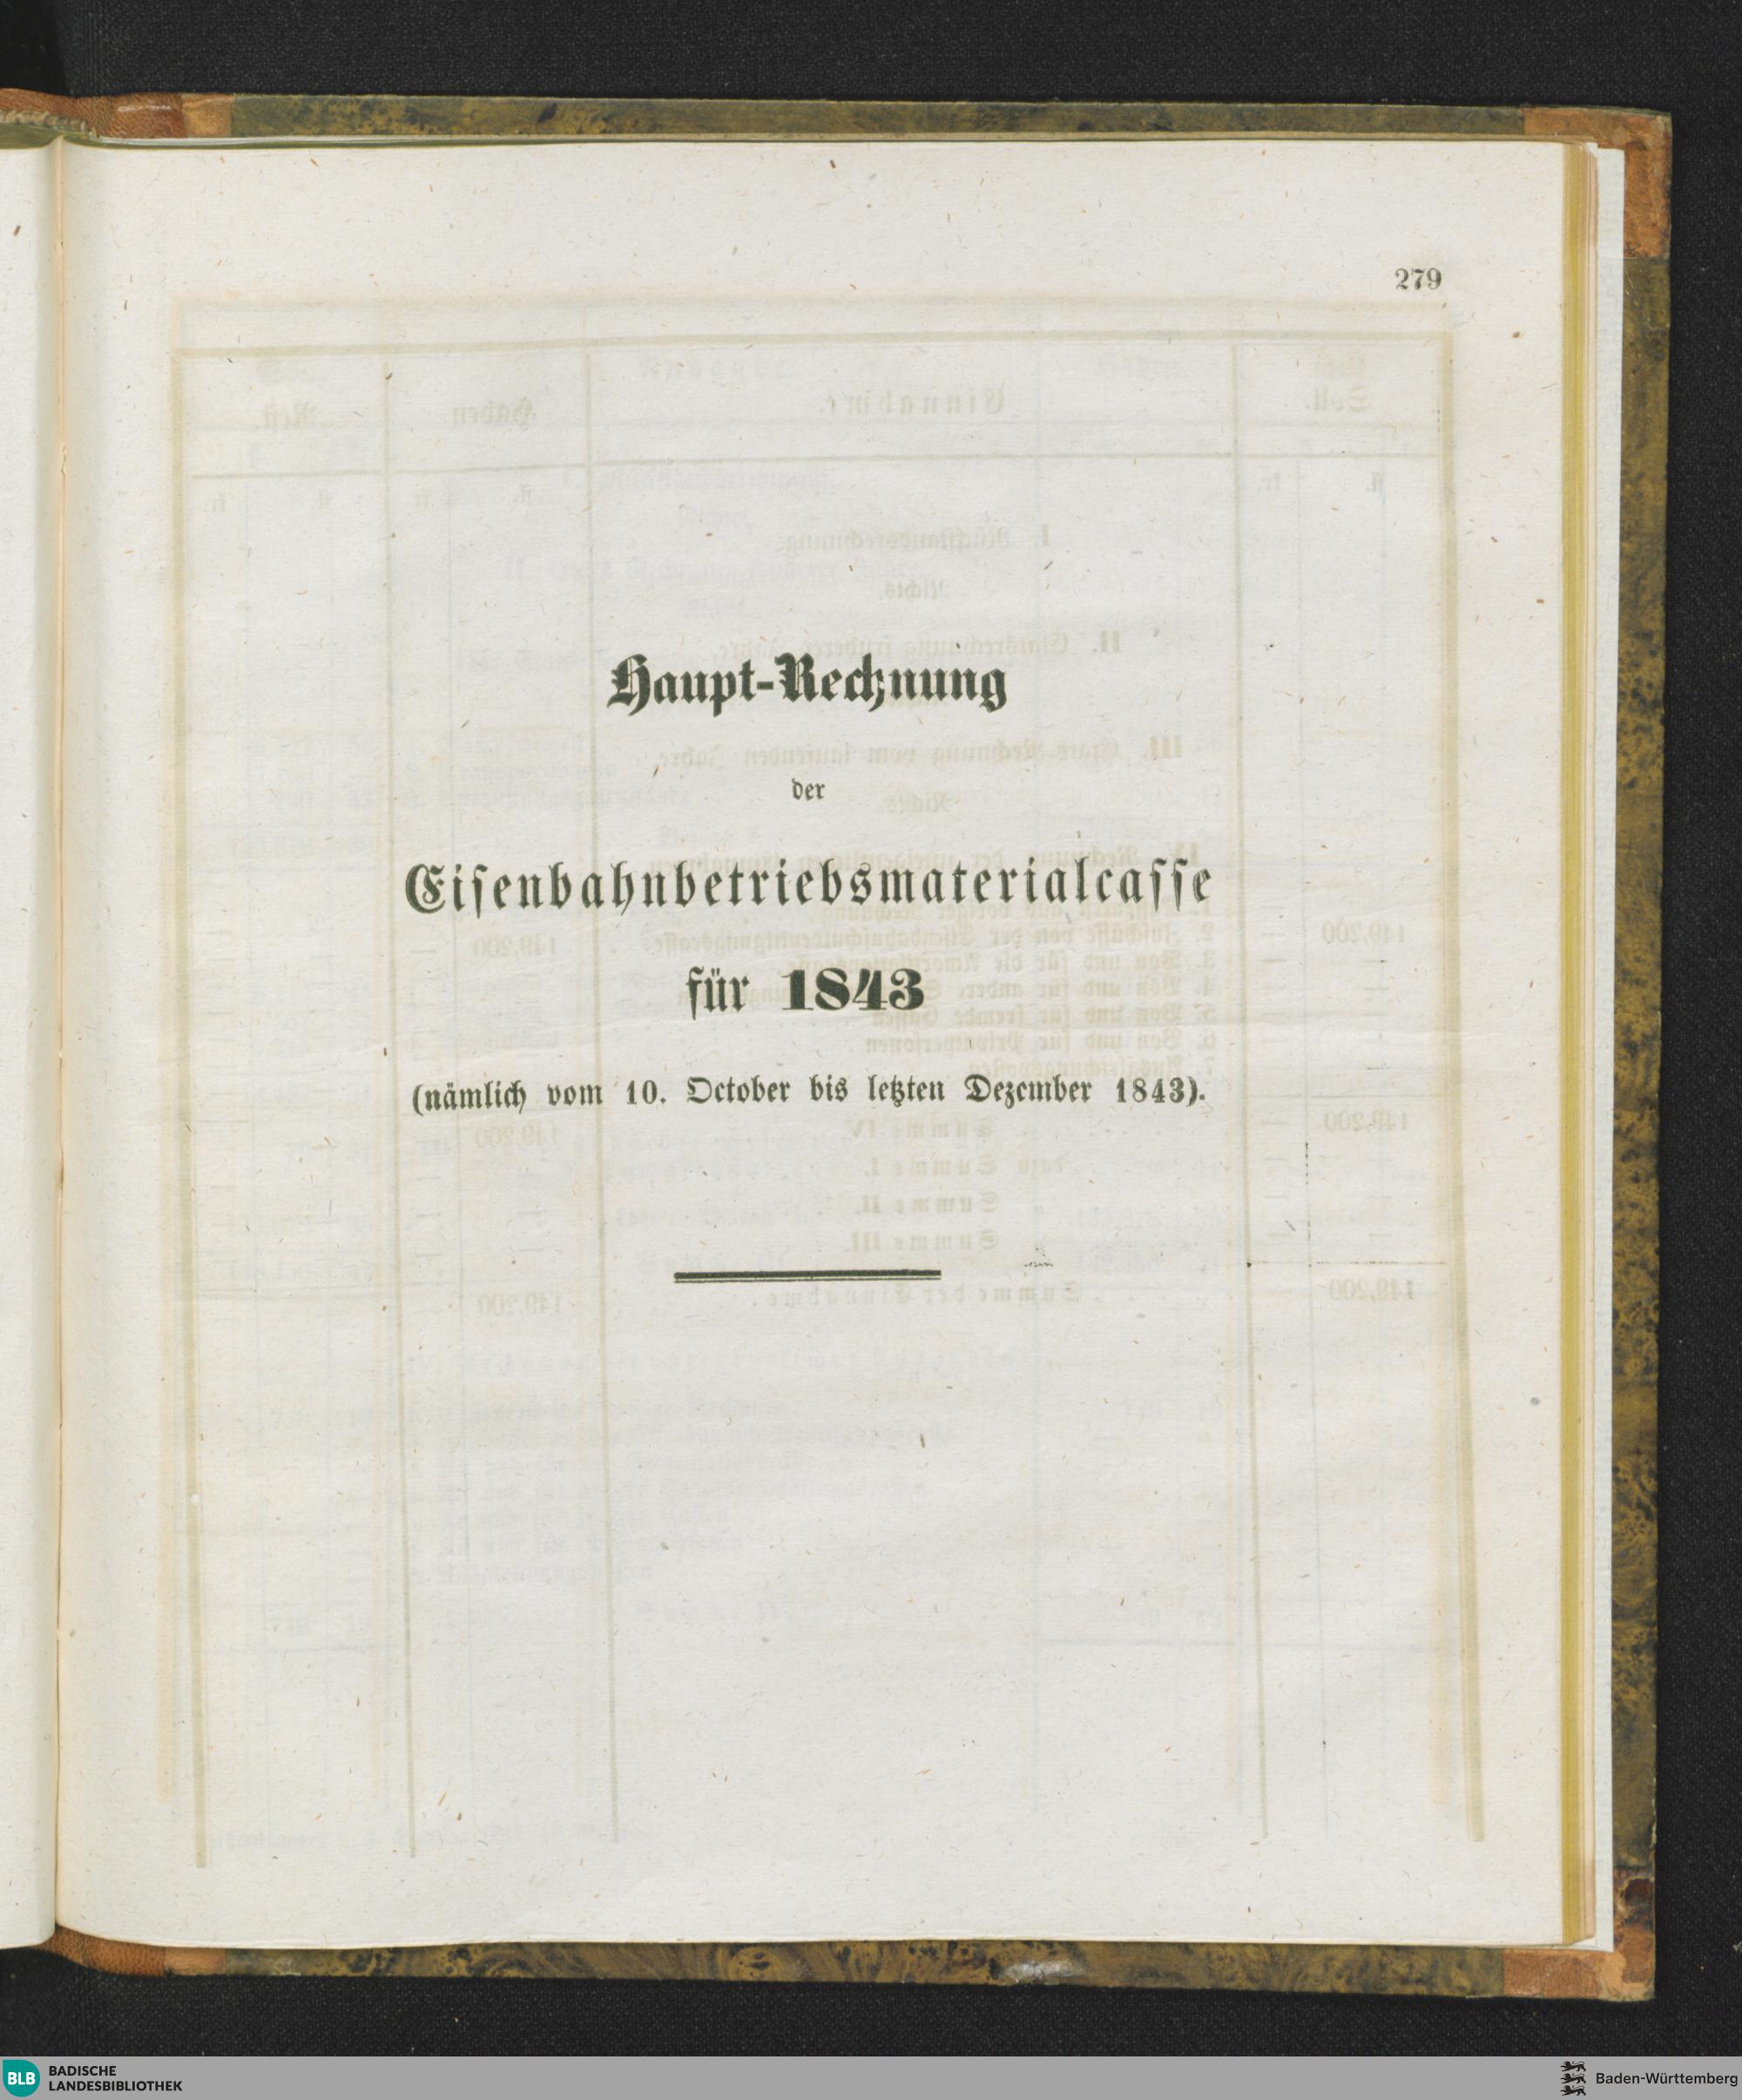 279
Haupt-Rechnung
der
Eisenbahnbetriebsmaterialcasse
für 1843
(nämlich vom 10. October bis letzten Dezember 1843).
BLB BADISCHE
LANDESBIBLIOTHEK
Baden-Württemberg